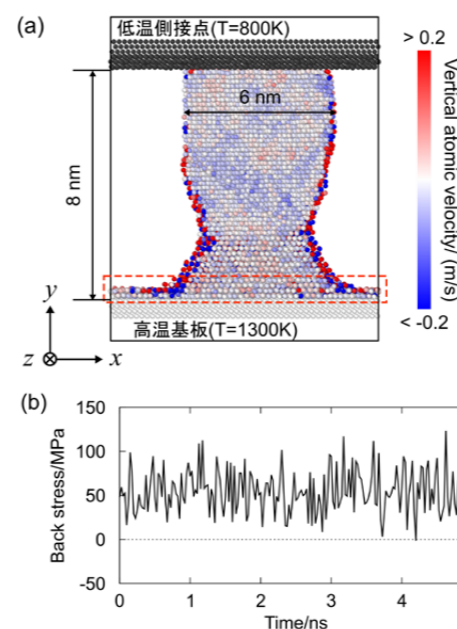 (a)
低温側接点(T=800K)
6 nm
8 nm
高温基板(T=1300K)
y
z
x
> 0.2
Vertical atomic velocity (m/s)
< -0.2
(b)
Back stress/MPa
150
100
50
0
-50
0 1 2 3 4
Time/ns